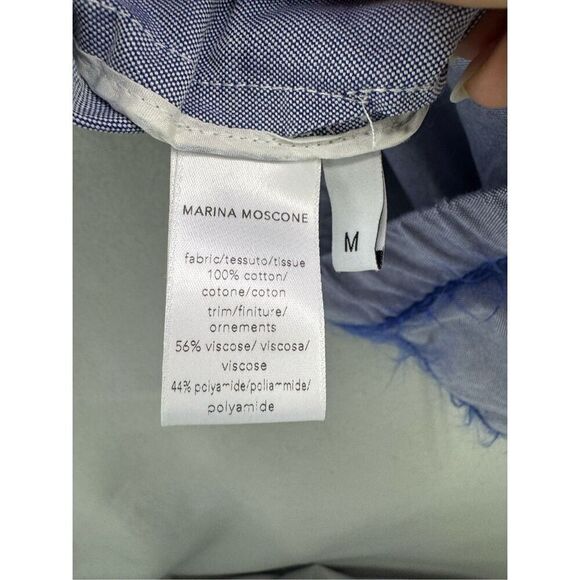 MARINA MOSCONE
M
fabric/tessuto/tissue
100% cotton/
cotone/coton
trim/finiture/
ornements
56% viscose/ viscosa/
viscose
44% polyamide/poliammide/
polyamide